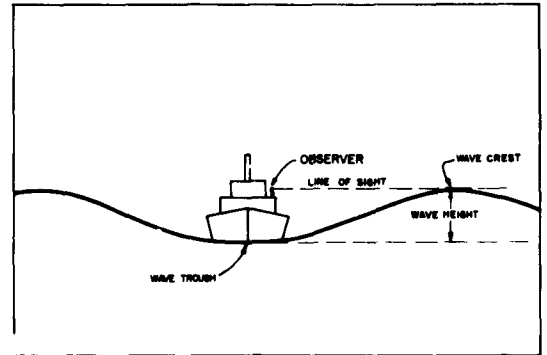 OBSERVER
WAVE CREST
LINE OF SIGHT
WAVE HEIGHT
WAVE TROUGH